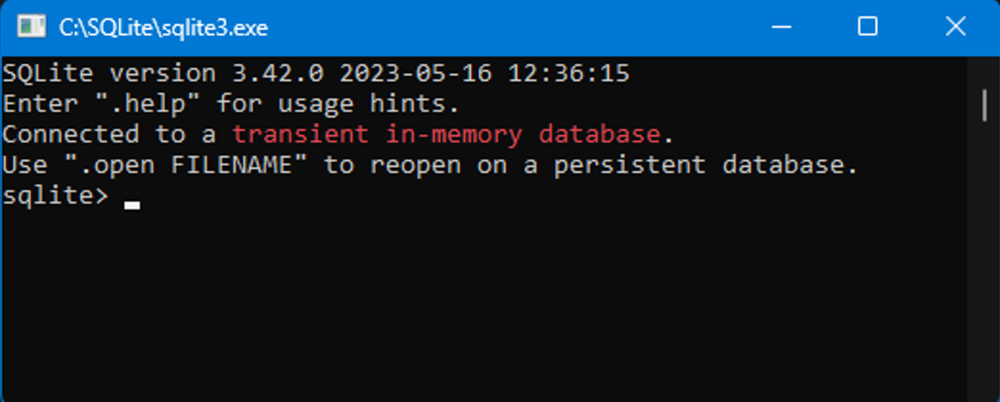 C:\SQLite\sqlite3.exe
SQLite version 3.42.0 2023-05-16 12:36:15
Enter ".help" for usage hints.
Connected to a transient in-memory database.
Use ".open FILENAME" to reopen on a persistent database.
sqlite>